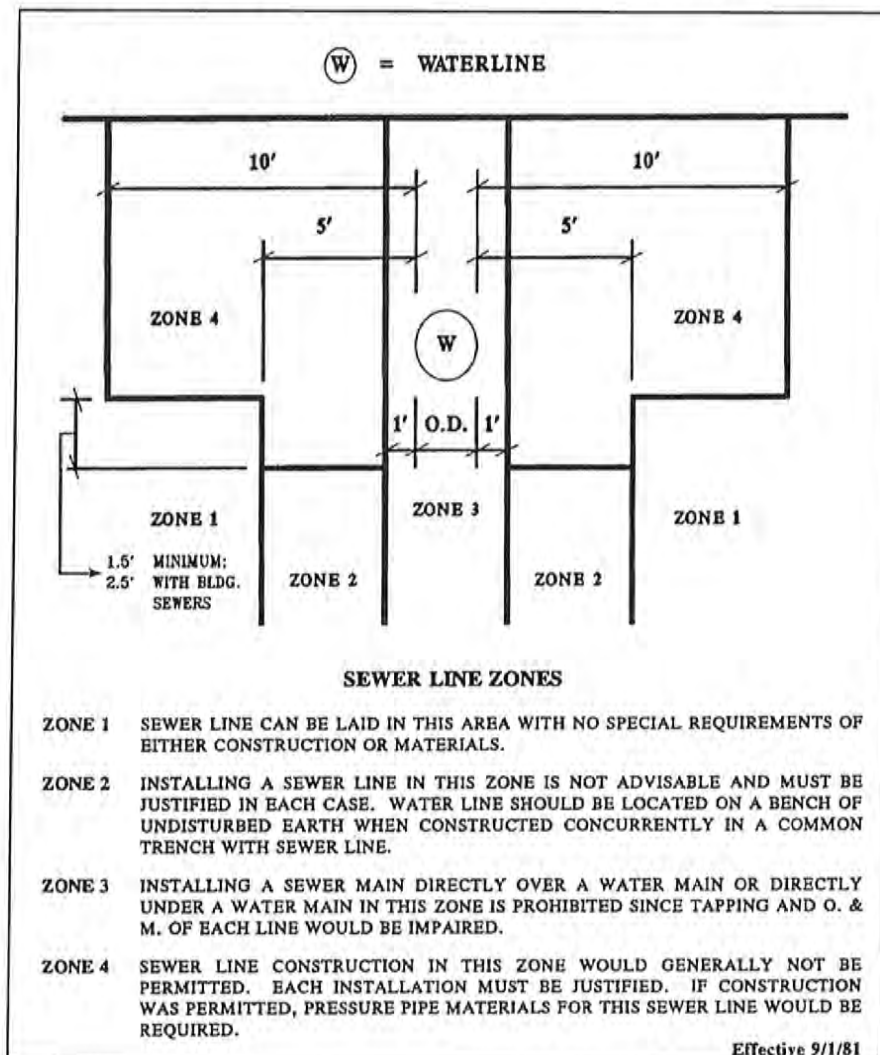 W = WATERLINE
10' 10'
5' 5'
ZONE 4 ZONE 4
W
1' O.D. 1'
ZONE 3
ZONE 1 ZONE 1
1.5' MINIMUM;
2.5' WITH BLDG.
SEWERS
ZONE 2 ZONE 2
SEWER LINE ZONES
ZONE 1 SEWER LINE CAN BE LAID IN THIS AREA WITH NO SPECIAL REQUIREMENTS OF
EITHER CONSTRUCTION OR MATERIALS.
ZONE 2 INSTALLING A SEWER LINE IN THIS ZONE IS NOT ADVISABLE AND MUST BE
JUSTIFIED IN EACH CASE. WATER LINE SHOULD BE LOCATED ON A BENCH OF
UNDISTURBED EARTH WHEN CONSTRUCTED CONCURRENTLY IN A COMMON
TRENCH WITH SEWER LINE.
ZONE 3 INSTALLING A SEWER MAIN DIRECTLY OVER A WATER MAIN OR DIRECTLY
UNDER A WATER MAIN IN THIS ZONE IS PROHIBITED SINCE TAPPING AND O. &
M. OF EACH LINE WOULD BE IMPAIRED.
ZONE 4 SEWER LINE CONSTRUCTION IN THIS ZONE WOULD GENERALLY NOT BE
PERMITTED. EACH INSTALLATION MUST BE JUSTIFIED. IF CONSTRUCTION
WAS PERMITTED, PRESSURE PIPE MATERIALS FOR THIS SEWER LINE WOULD BE
REQUIRED.
Effective 9/1/81